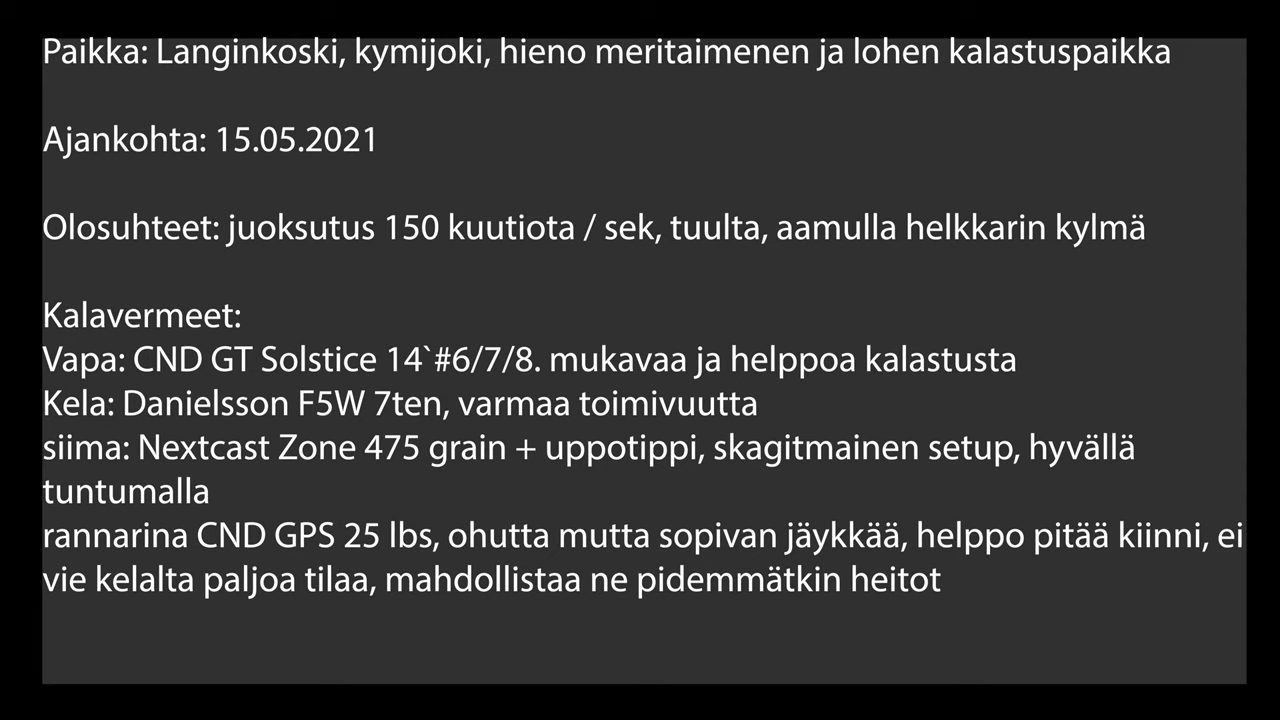 Paikka: Langinkoski, kymijoki, hieno meritaimenen ja lohen kalastuspaikka
Ajankohta: 15.05.2021
Olosuhteet: juoksutus 150 kuutiota / sek, tuulta, aamulla helkkarin kylmä
Kalavermeet:
Vapa: CND GT Solstice 14`#6/7/8. mukavaa ja helppoa kalastusta
Kela: Danielsson F5W 7ten, varmaa toimivuutta
siima: Nextcast Zone 475 grain + uppotippi, skagitmainen setup, hyvällä
tuntumalla
rannarina CND GPS 25 lbs, ohutta mutta sopivan jäykkää, helppo pitää kiinni, ei
vie kelalta paljoa tilaa, mahdollistaa ne pidemmätkin heitot